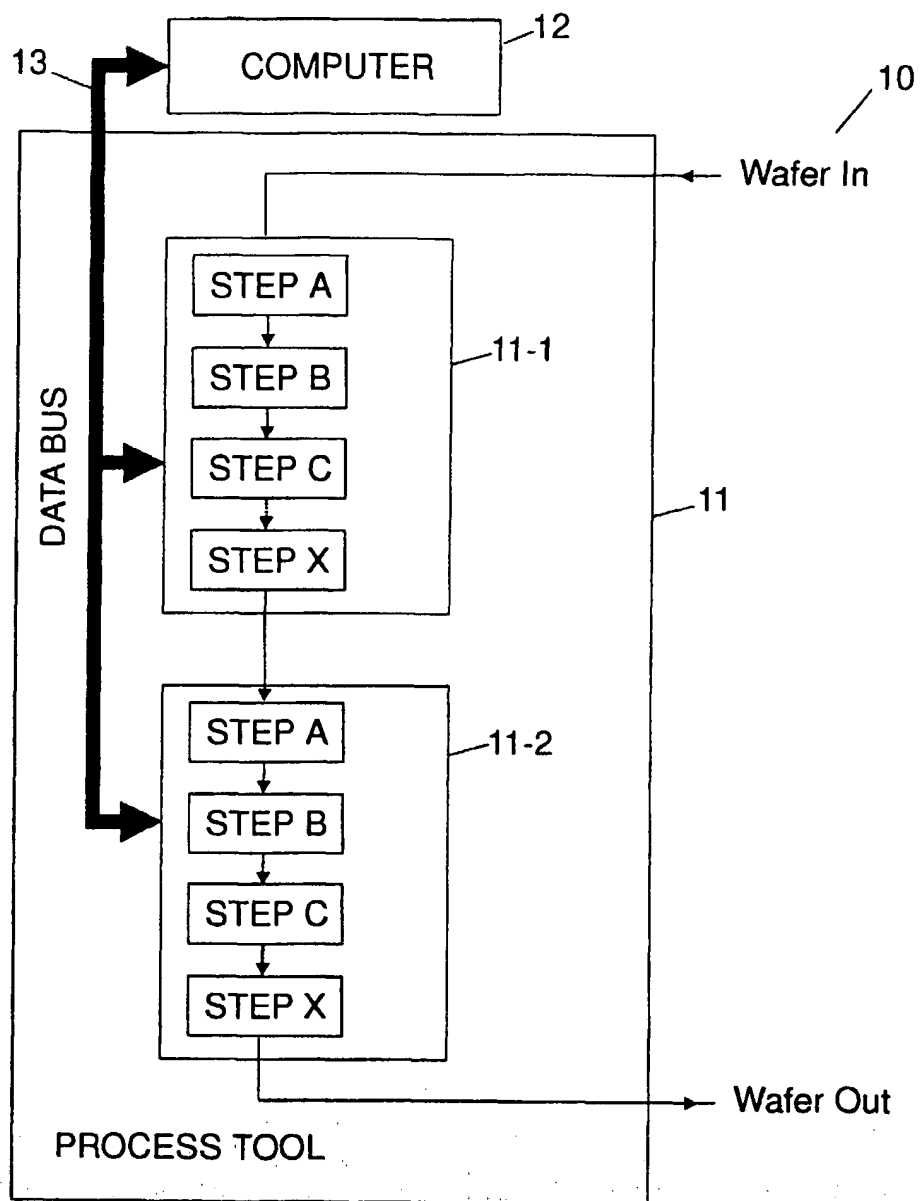 12
13
COMPUTER
10
Wafer In
STEP A
11-1
STEP B
DATA BUS
STEP C
11
STEP X
STEP A
11-2
STEP B
STEP C
STEP X
Wafer Out
PROCESS TOOL